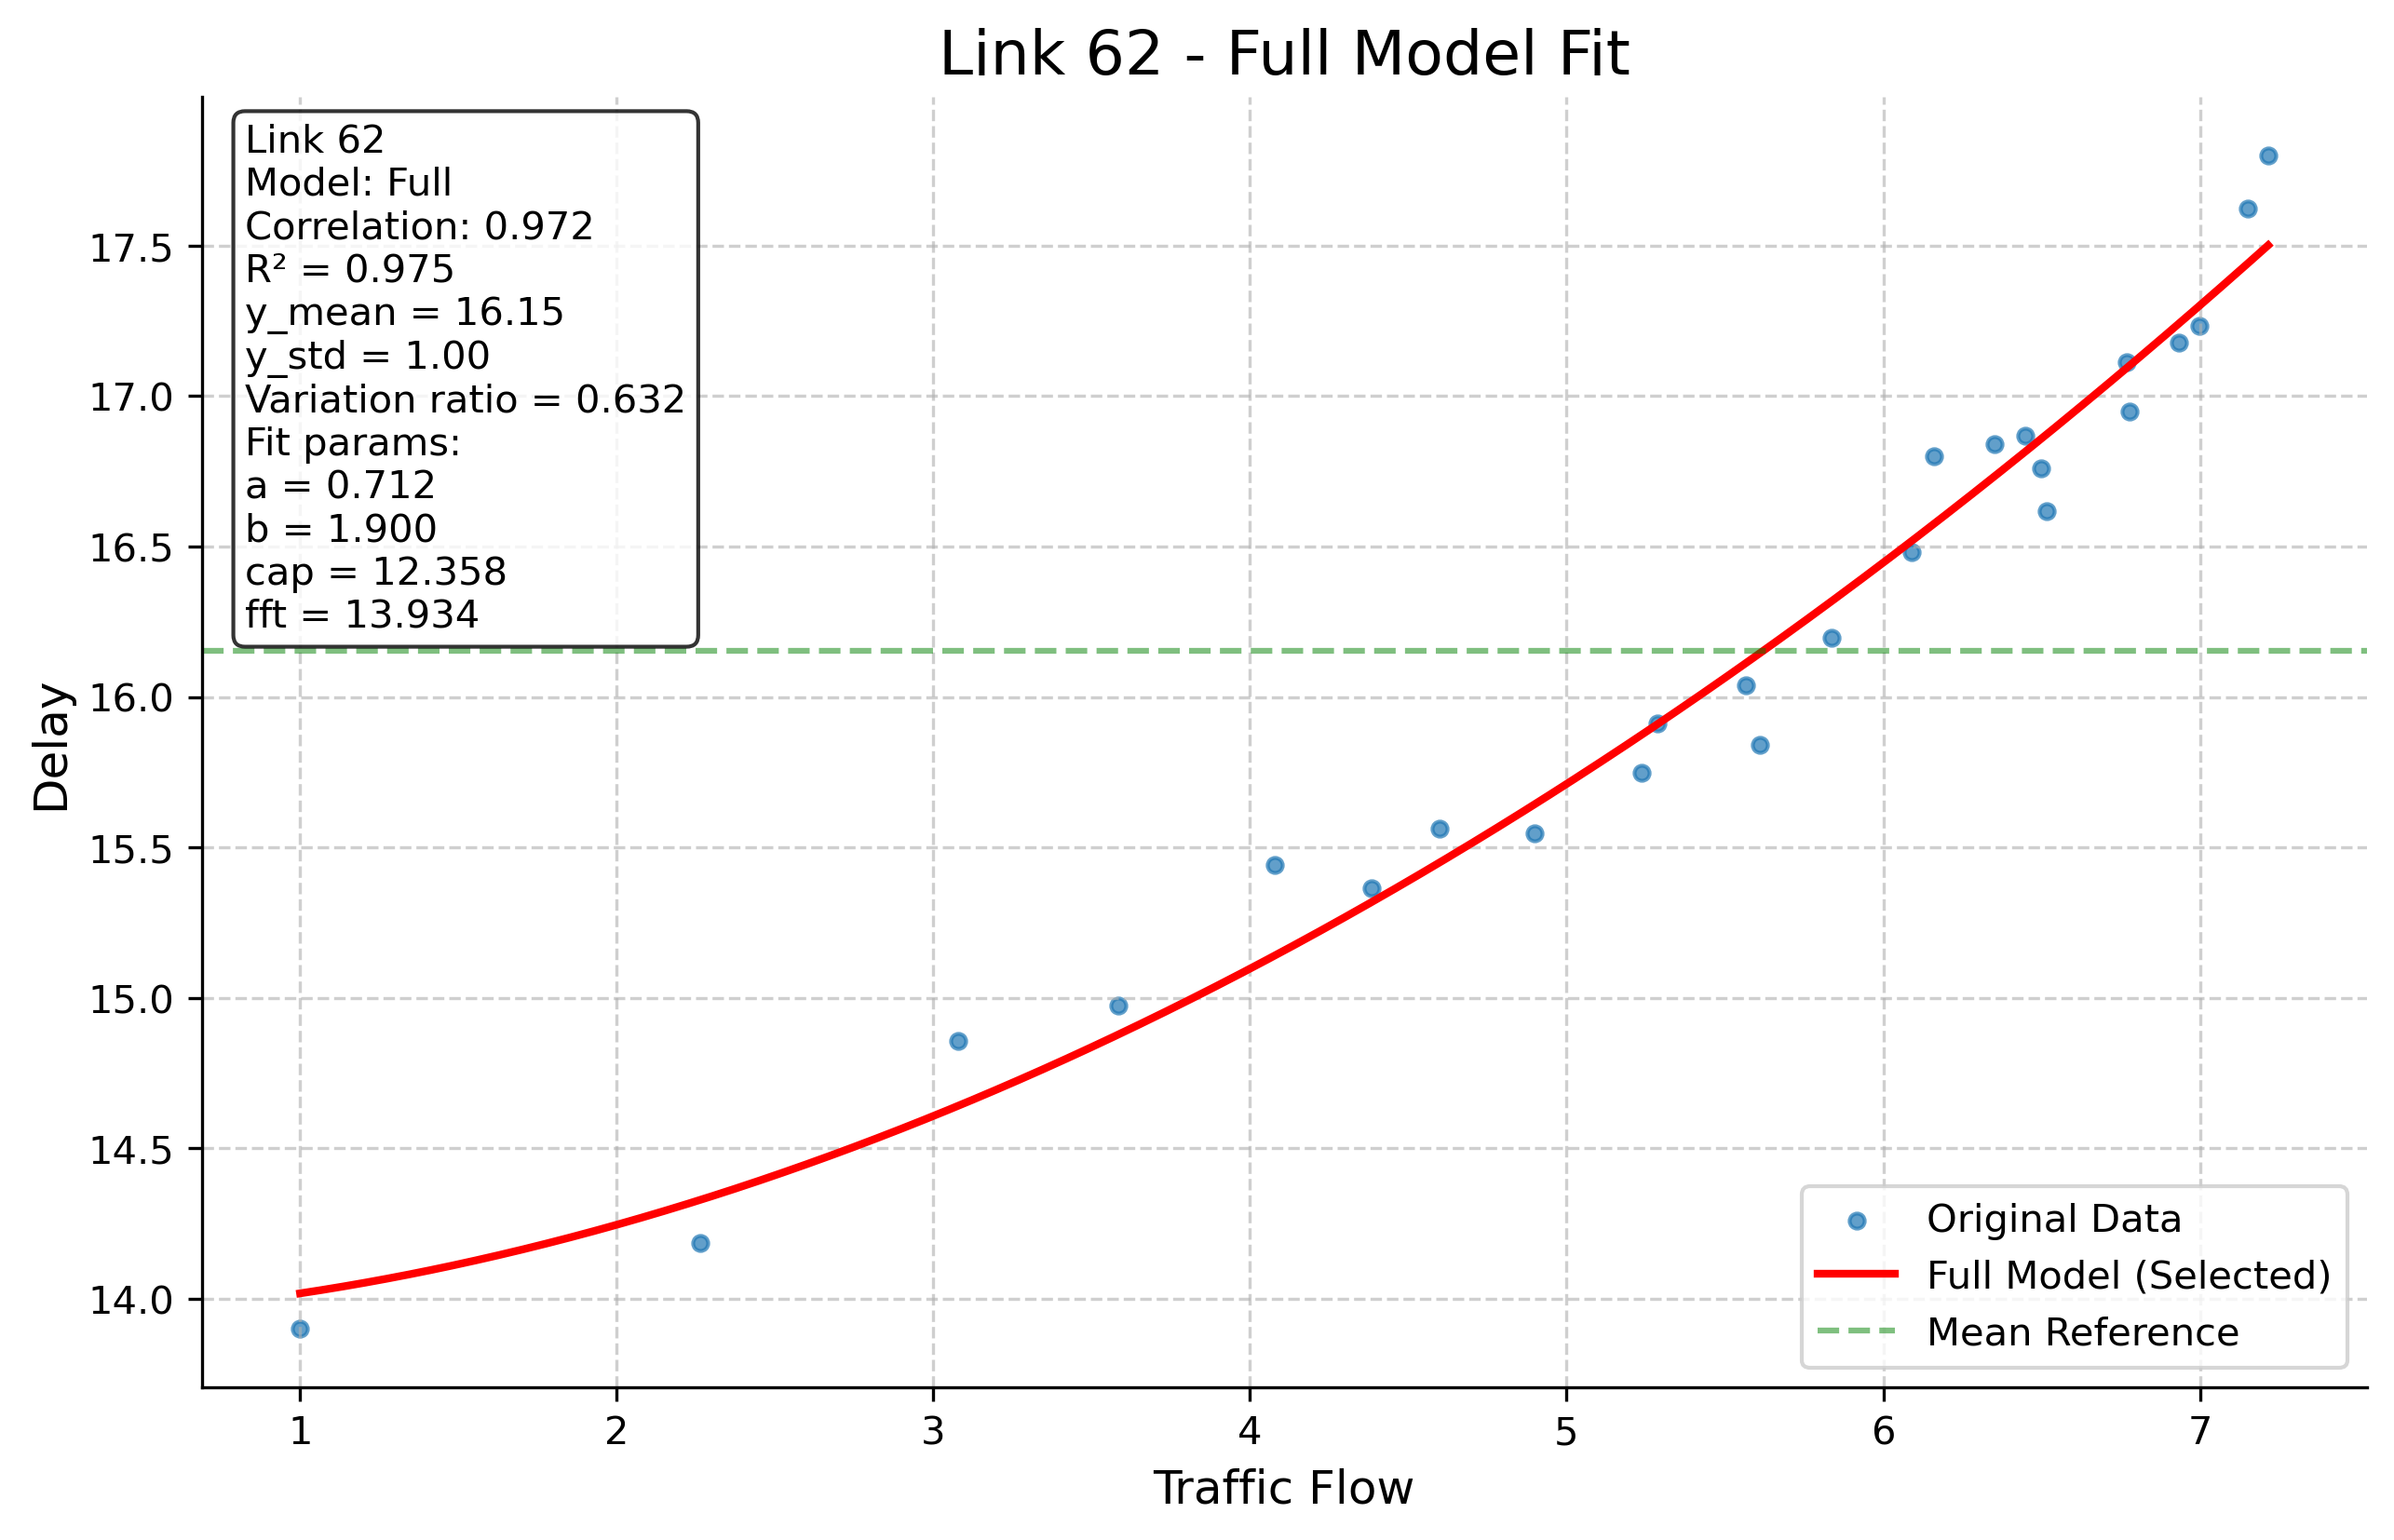 Link 62 - Full Model Fit
Link 62
Model: Full
Correlation: 0.972
R² = 0.975
y_mean = 16.15
y_std = 1.00
Variation ratio = 0.632
Fit params:
a = 0.712
b = 1.900
cap = 12.358
fft = 13.934
Delay
17.5
17.0
16.5
16.0
15.5
15.0
14.5
14.0
Original Data
Full Model (Selected)
Mean Reference
1 2 3 4 5 6 7
Traffic Flow